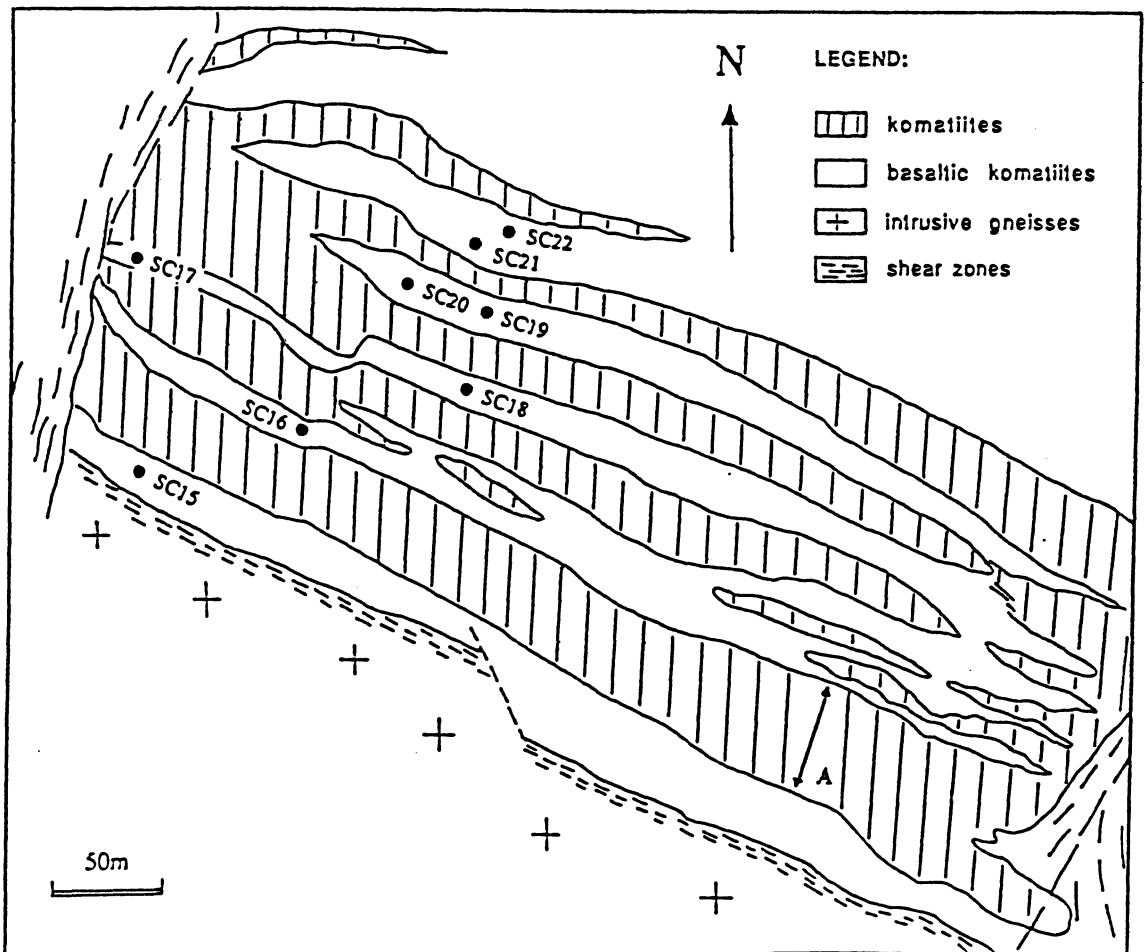 N
LEGEND:
komatiites
basaltic komatiites
intrusive gneisses
shear zones
SC22
SC21
SC17
SC20
SC19
SC18
SC16
SC15
A
50m